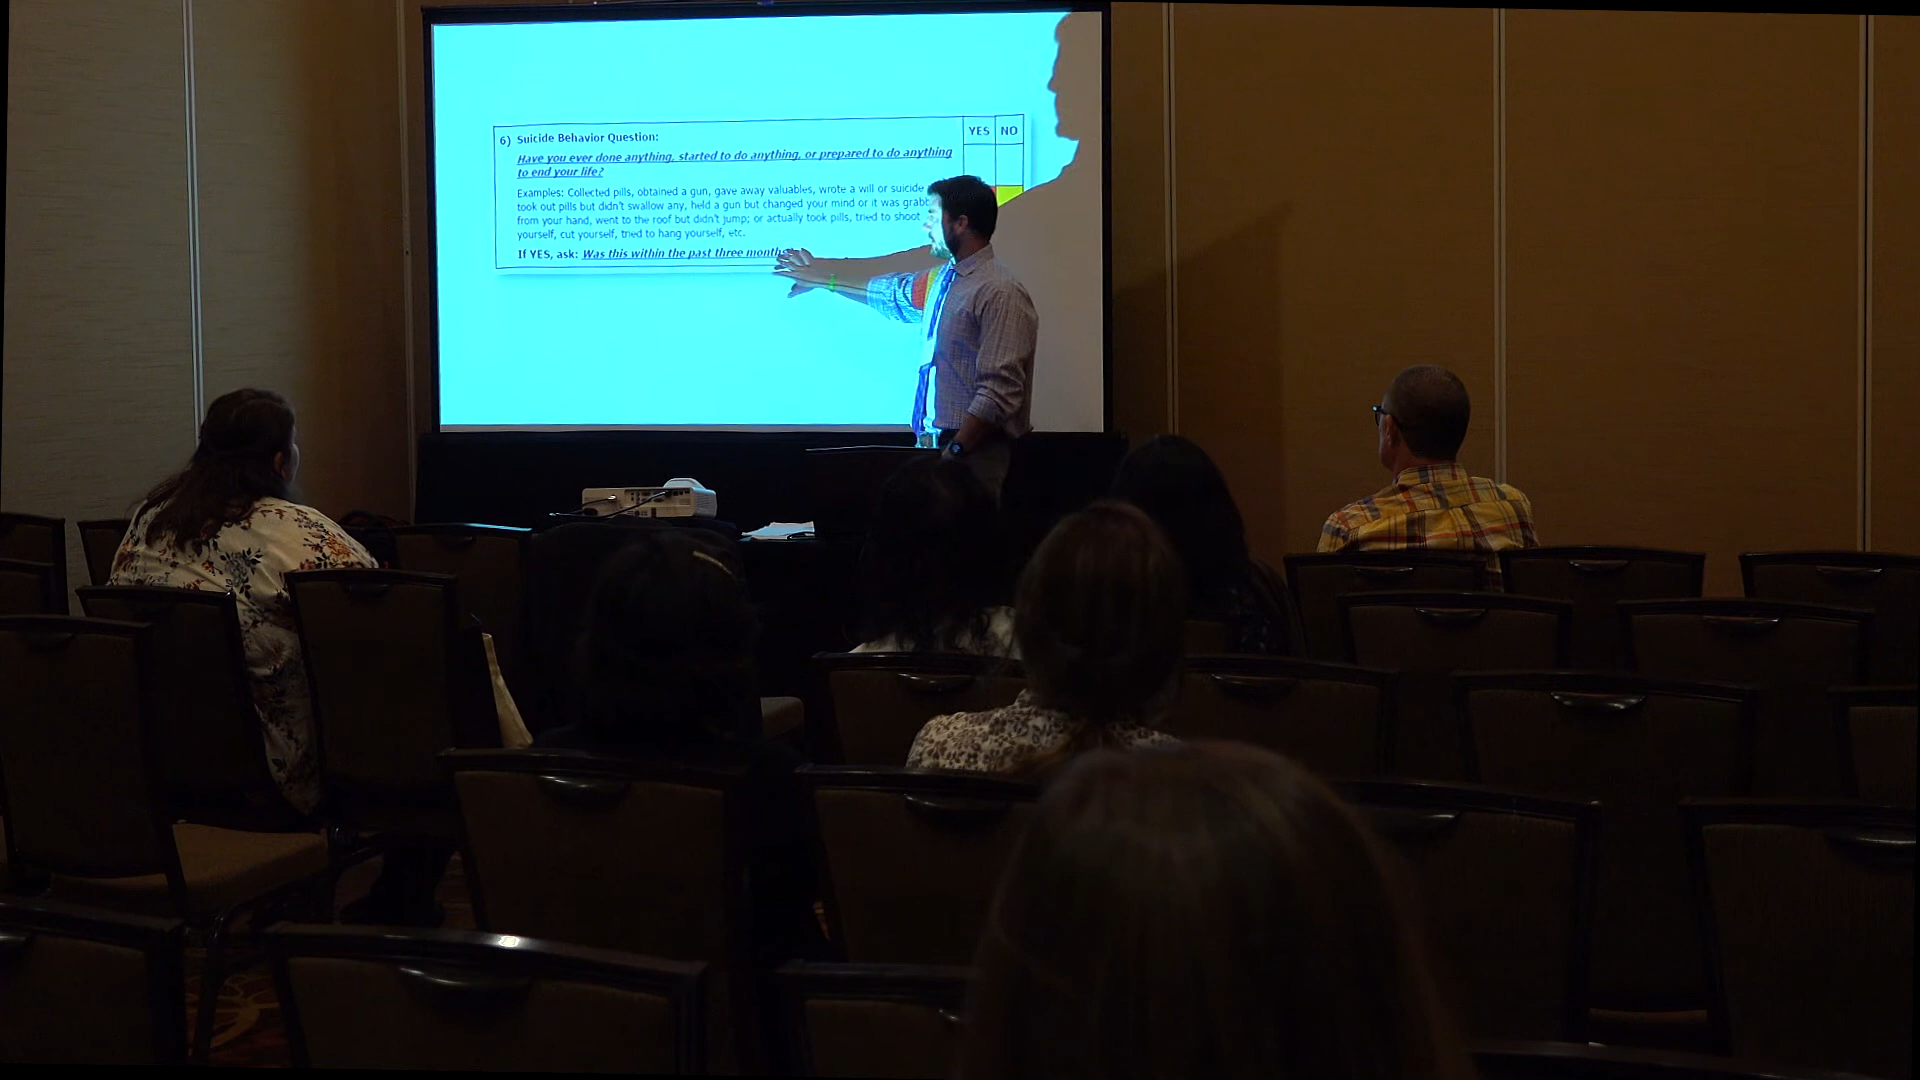 6) Suicide Behavior Question:
YES NO
Have you ever done anything, started to do anything, or prepared to do anything
to end your life?
Examples: Collected pills, obtained a gun, gave away valuables, wrote a will or suicide
took out pills but didn't swallow any, held a gun but changed your mind or it was grabb
from your hand, went to the roof but didn't jump; or actually took pills, tried to shoot
yourself, cut yourself, tried to hang yourself, etc.
If YES, ask: Was this within the past three months